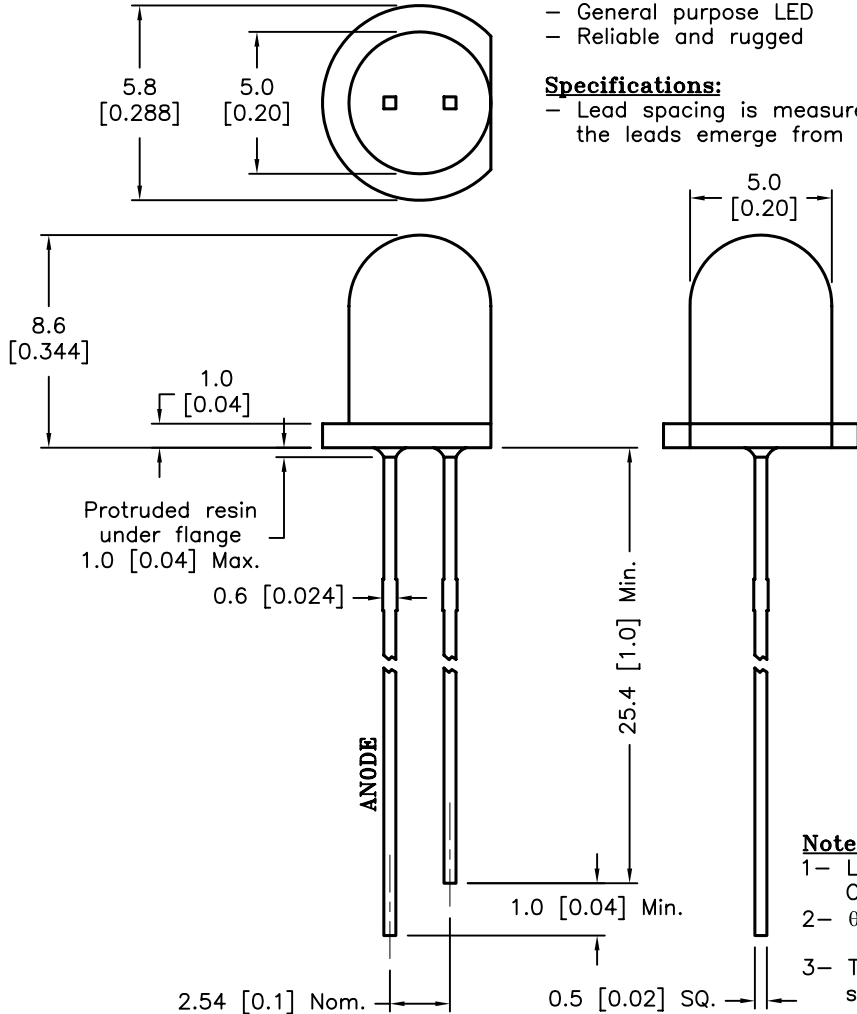 – General purpose LED
– Reliable and rugged
Specifications:
– Lead spacing is measure
the leads emerge from
5.8
[0.288]
5.0
[0.20]
5.0
[0.20]
8.6
[0.344]
1.0
[0.04]
Protruded resin
under flange
1.0 [0.04] Max.
0.6 [0.024]
25.4 [1.0] Min.
ANODE
1.0 [0.04] Min.
2.54 [0.1] Nom.
0.5 [0.02] SQ.
Note
1– L
C
2– θ
3– T
s